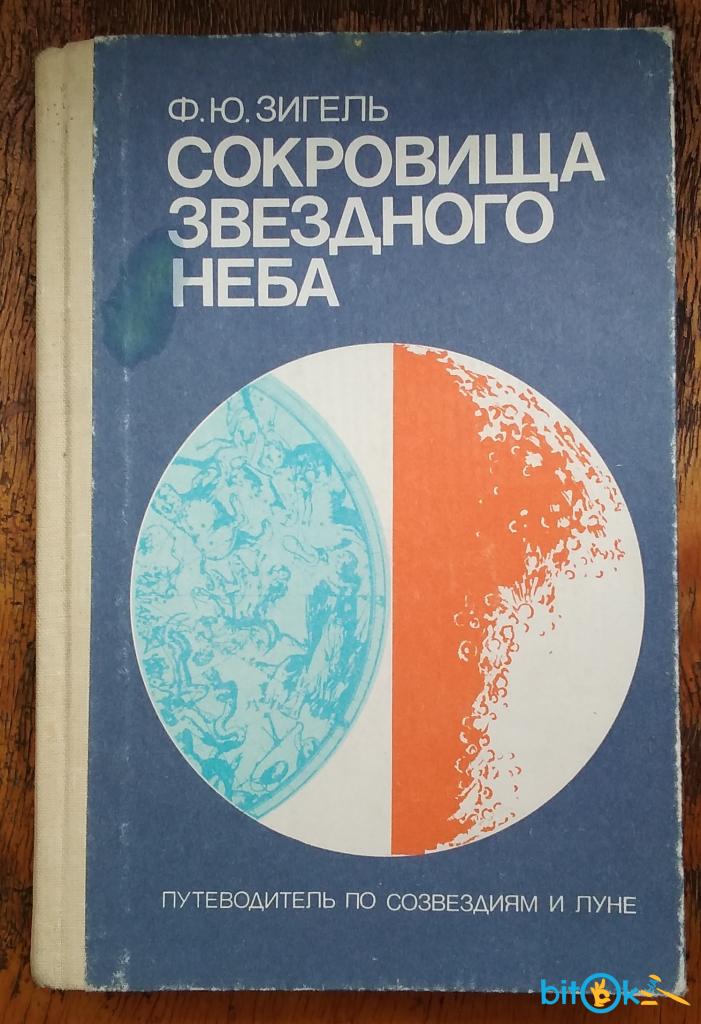 Ф.Ю. ЗИГЕЛЬ
СОКРОВИЩА
ЗВЕЗДНОГО
НЕБА
ПУТЕВОДИТЕЛЬ ПО СОЗВЕЗДИЯМ И ЛУНЕ
bitOk